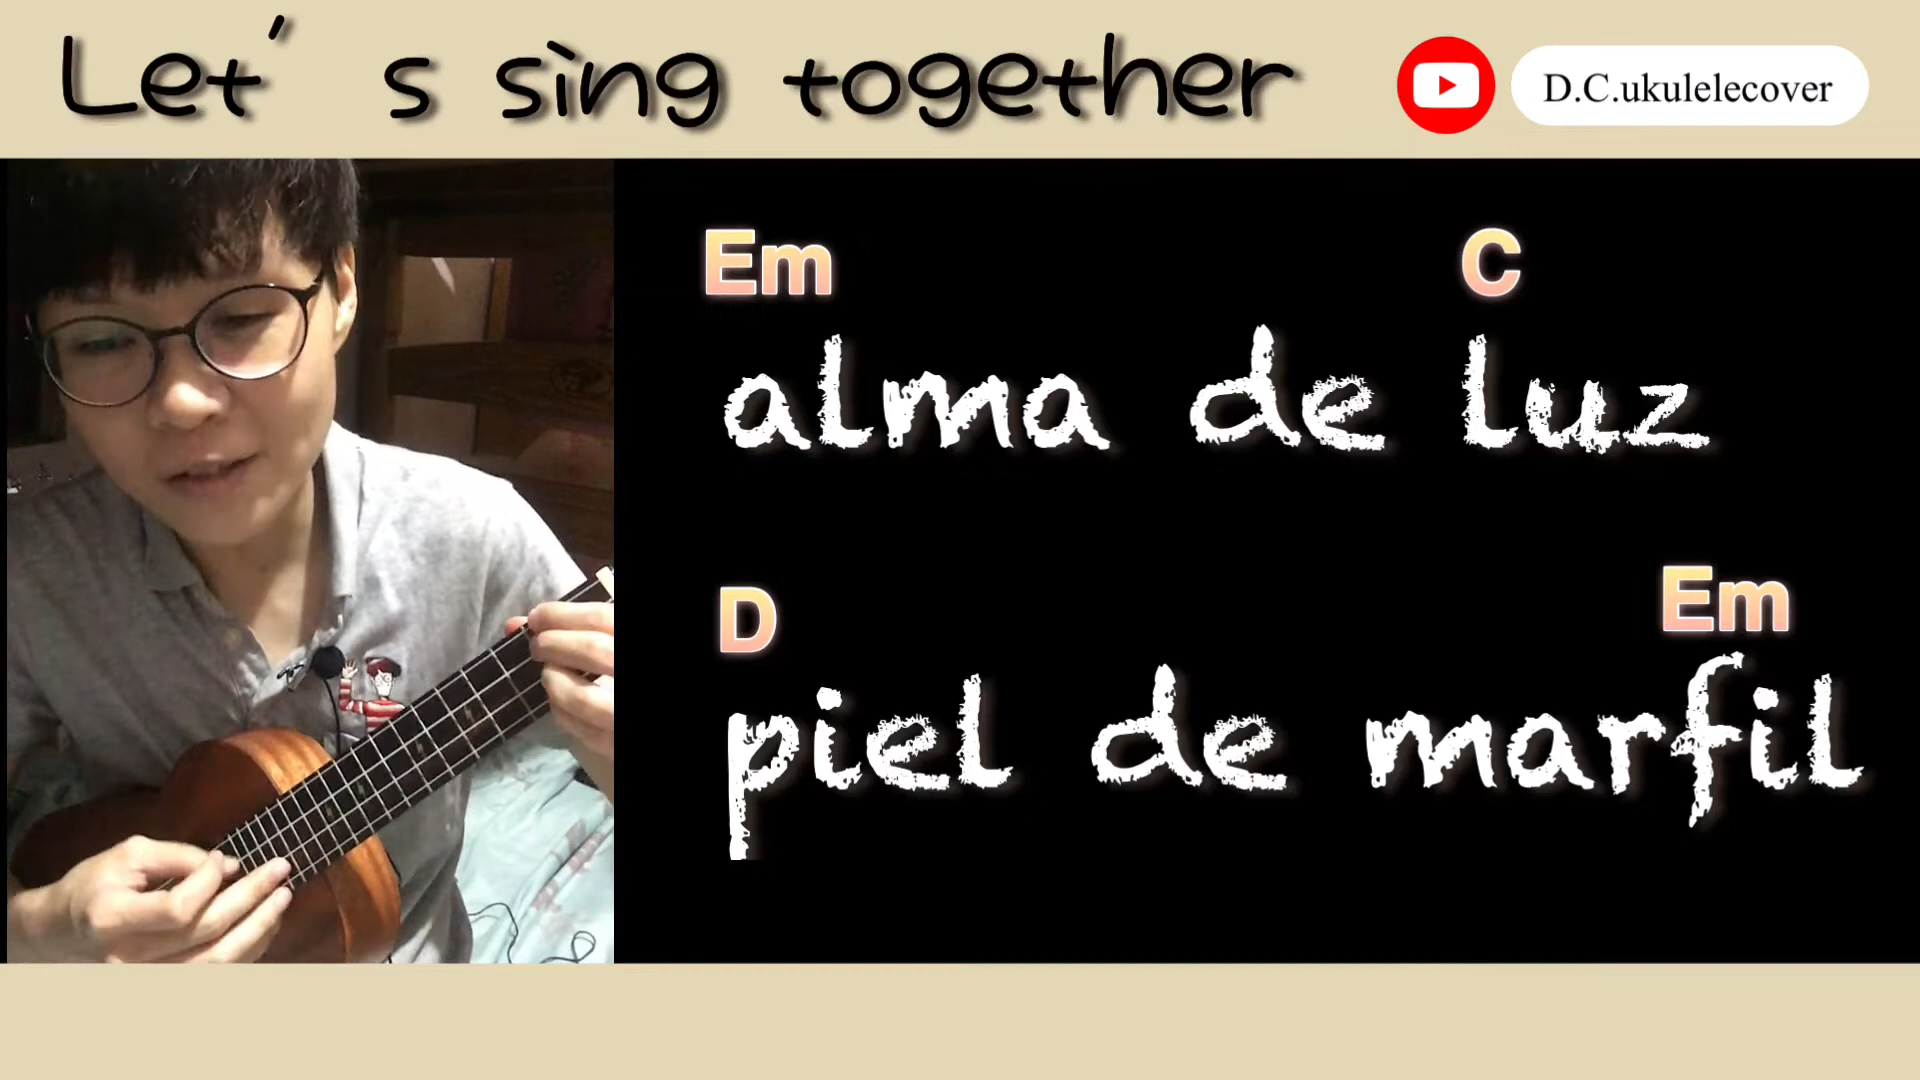 Let's sing together
D.C.ukulelecover
Em C
alma de luz
D Em
piel de marfil